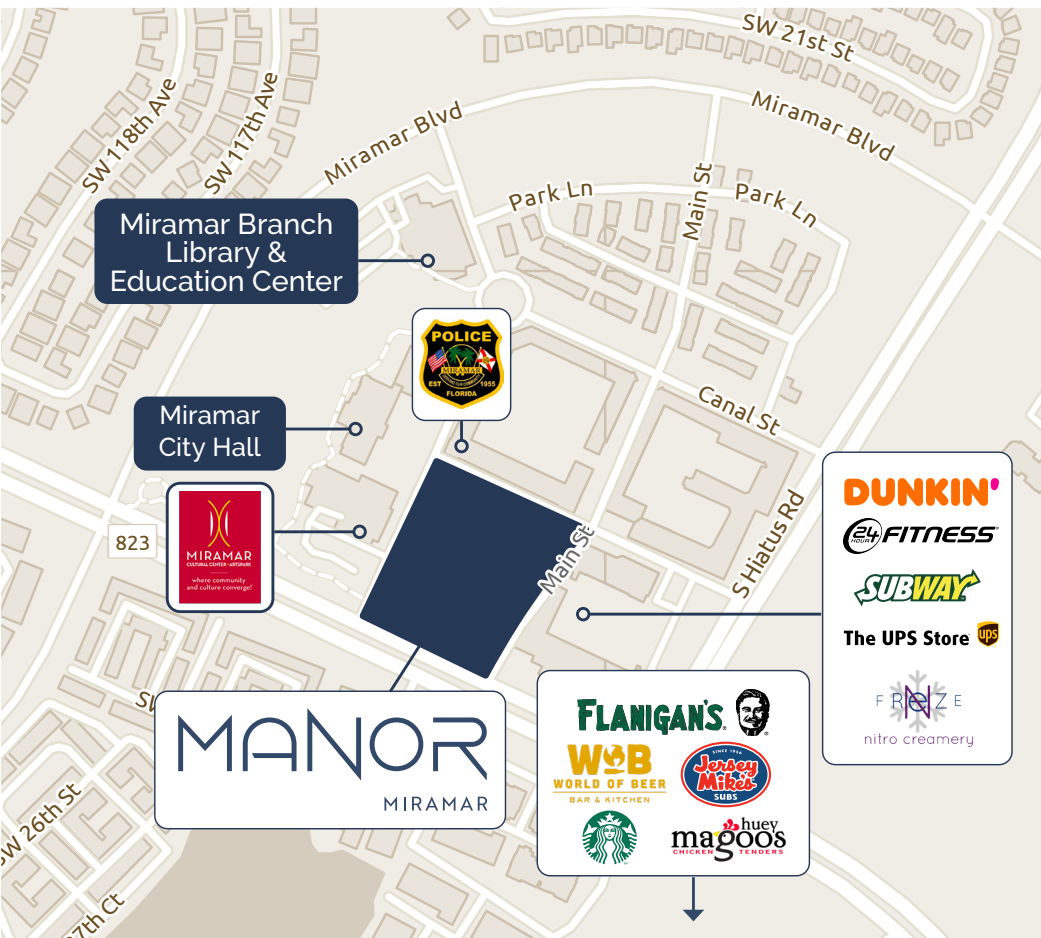 SW 21st St
Miramar Blvd
Miramar Blvd
SW 118th Ave
SW 117th Ave
Park Ln
Main St
Park Ln
Miramar Branch
Library &
Education Center
POLICE
MIRAMAR
EST 1955
FLORIDA
Canal St
Miramar
City Hall
823
MIRAMAR
CULTURAL CENTER • ARTSPARK
where community
and culture converge!
Main St
S Hiatus Rd
DUNKIN'
24
HOUR
FITNESS
SUBWAY
The UPS Store
ups
FReZE
N
nitro creamery
SW
MANOR
MIRAMAR
FLANIGAN'S
WOB
WORLD OF BEER
BAR & KITCHEN
SINCE 1956
Jersey
Mike's
SUBS
huey
magoo's
CHICKEN TENDERS
SW 26th St
7th Ct